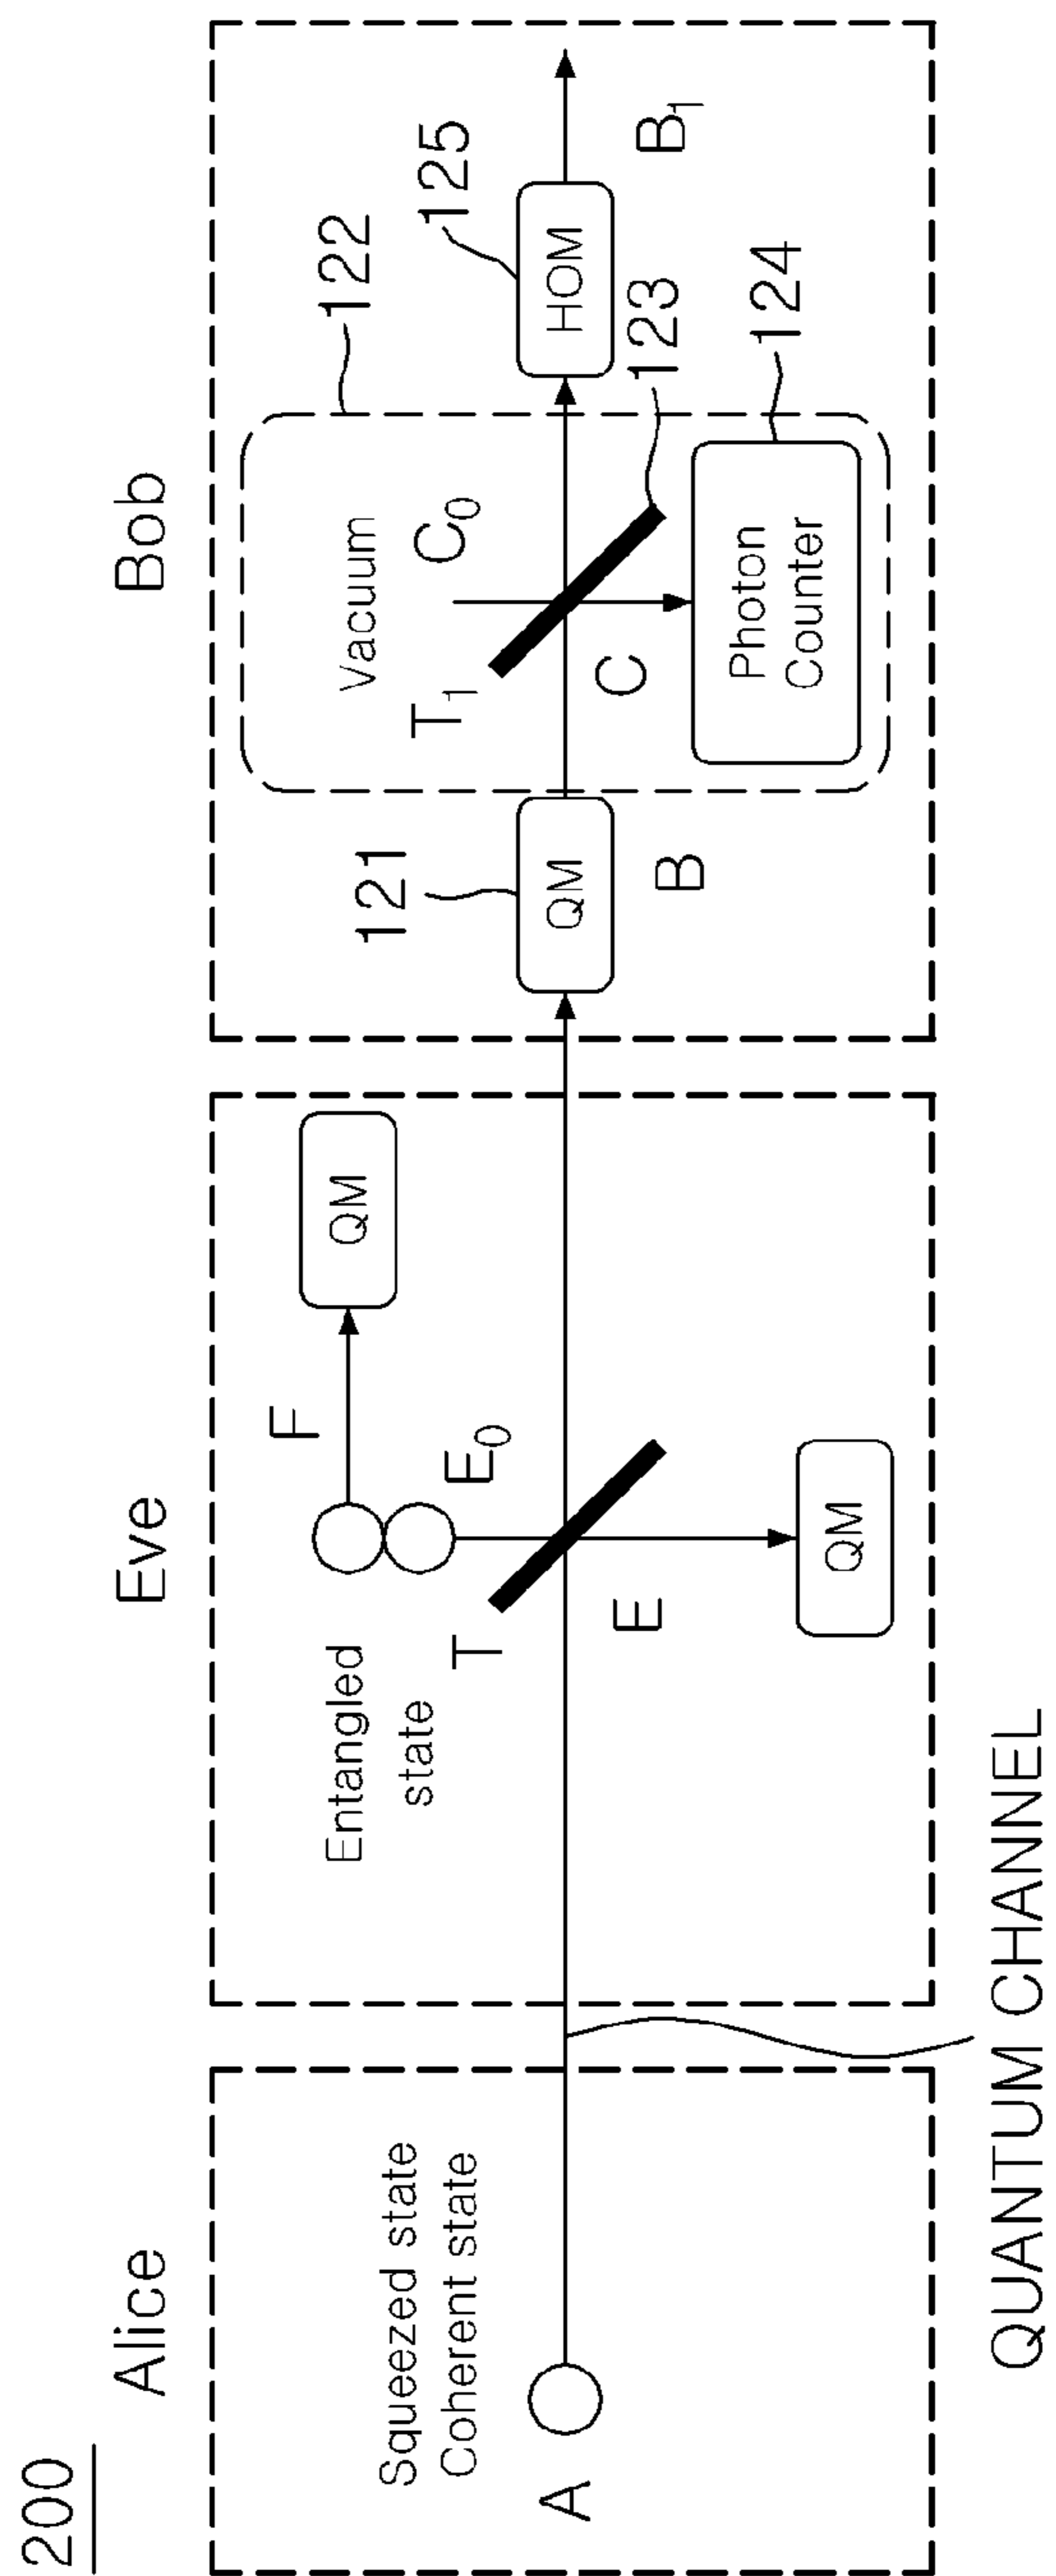 200
Alice
Eve
Bob
Squeezed state
Coherent state
A
QUANTUM CHANNEL
Entangled
state
F
QM
E0
T
E
QM
121
QM
B
122
Vacuum
C0
T1
C
123
Photon
Counter
124
125
HOM
B1